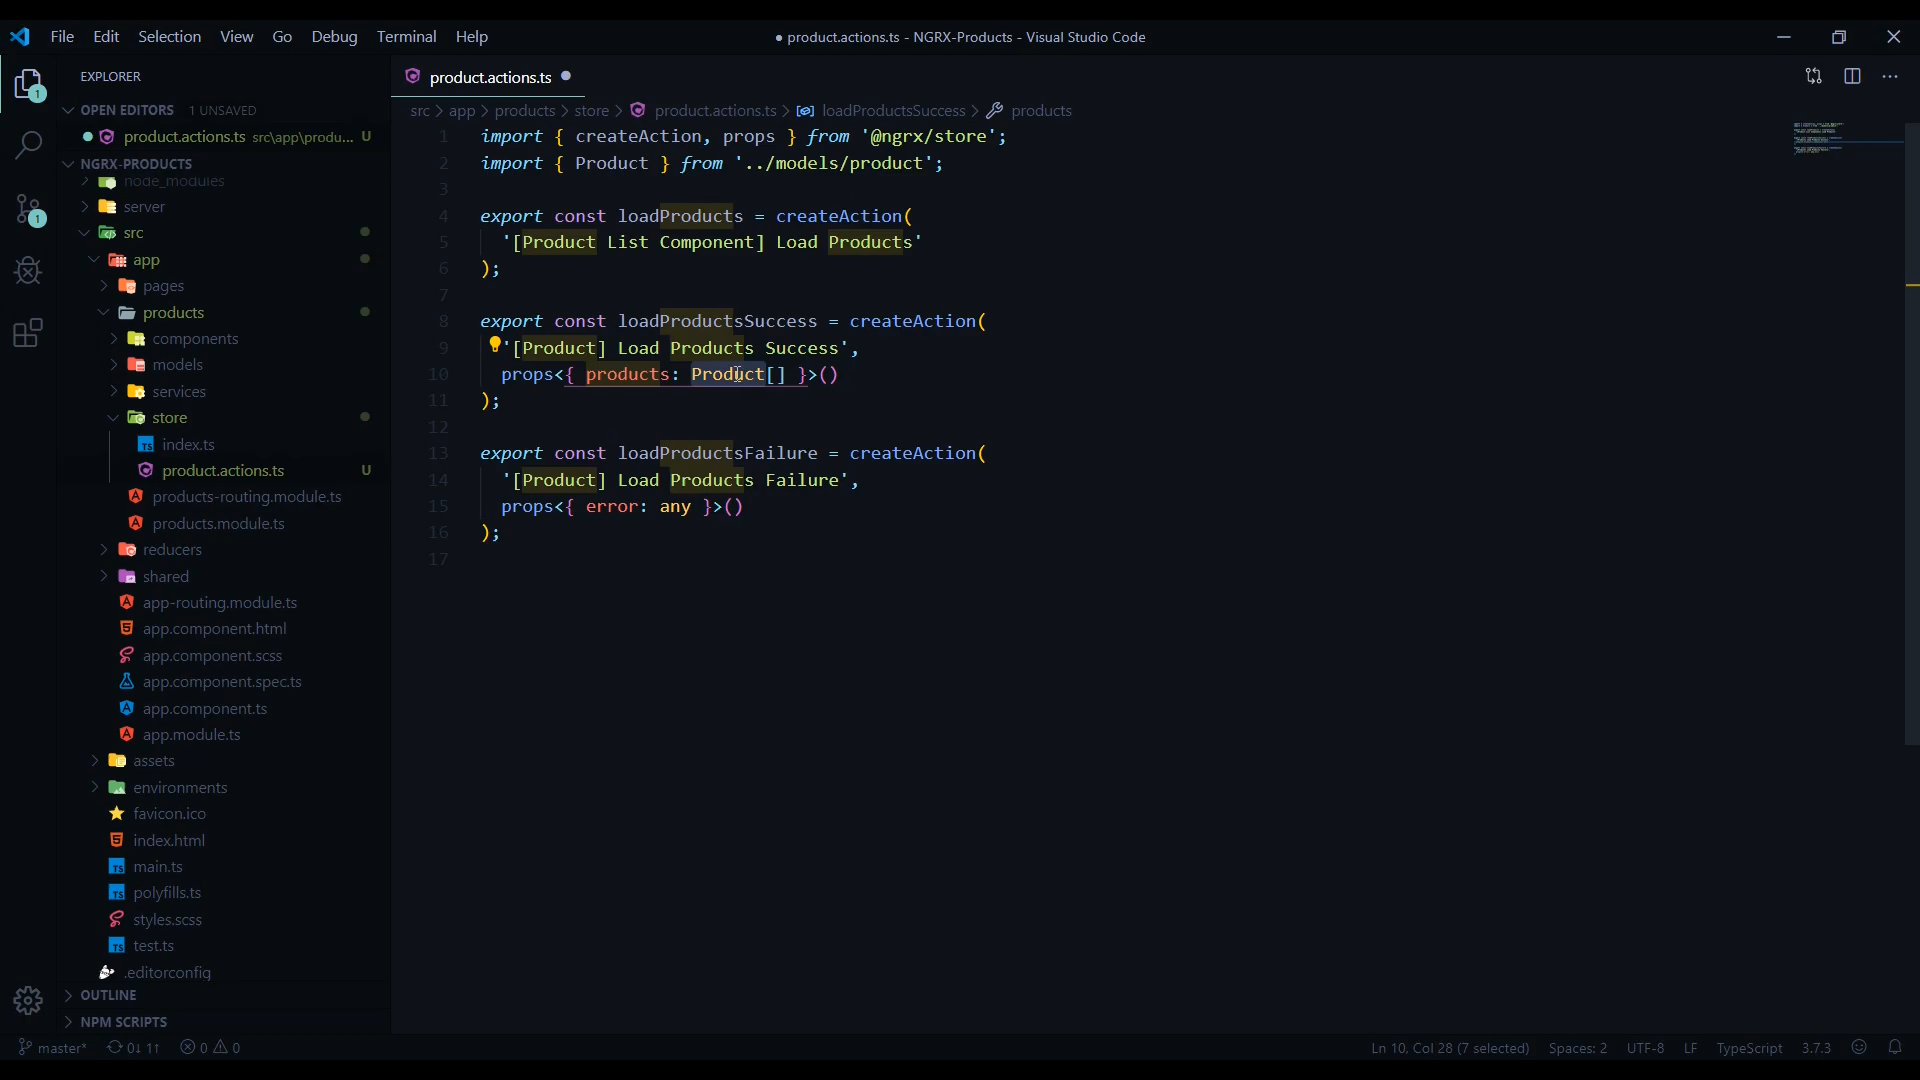 File Edit Selection View Go Debug Terminal Help
● product.actions.ts - NGRX-Products - Visual Studio Code
EXPLORER
OPEN EDITORS 1 UNSAVED
product.actions.ts src\app\produ... U
NGRX-PRODUCTS
node_modules
server
src
app
pages
products
components
models
services
store
index.ts
product.actions.ts U
products-routing.module.ts
products.module.ts
reducers
shared
app-routing.module.ts
app.component.html
app.component.scss
app.component.spec.ts
app.component.ts
app.module.ts
assets
environments
favicon.ico
index.html
main.ts
polyfills.ts
styles.scss
test.ts
.editorconfig
OUTLINE
NPM SCRIPTS
1
1
product.actions.ts
src > app > products > store > product.actions.ts > loadProductsSuccess > products
1 import { createAction, props } from '@ngrx/store';
2 import { Product } from '../models/product';
3
4 export const loadProducts = createAction(
5 '[Product List Component] Load Products'
6 );
7
8 export const loadProductsSuccess = createAction(
9 '[Product] Load Products Success',
10 props<{ products: Product[] }>()
11 );
12
13 export const loadProductsFailure = createAction(
14 '[Product] Load Products Failure',
15 props<{ error: any }>()
16 );
17
master* 0↓ 1↑ 0 0
Ln 10, Col 28 (7 selected) Spaces: 2 UTF-8 LF TypeScript 3.7.3